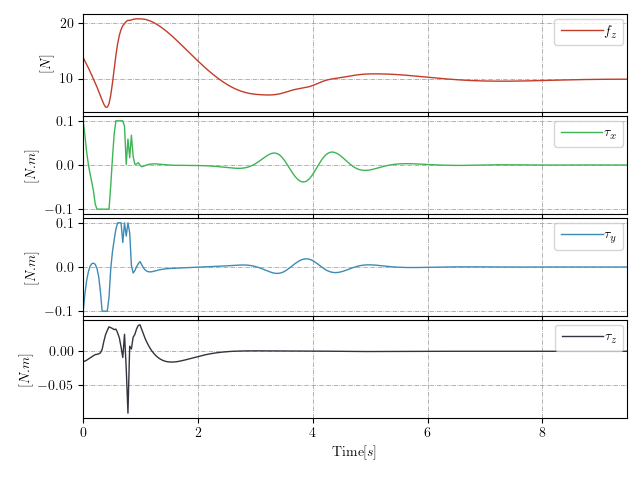 20
10
[N]
f_z
0.1
0.0
−0.1
[N.m]
τ_x
0.1
0.0
−0.1
[N.m]
τ_y
0.00
−0.05
[N.m]
τ_z
0 2 4 6 8
Time[s]